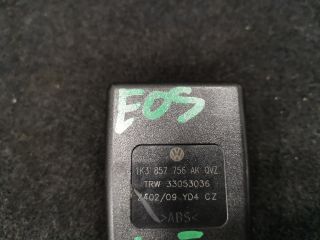 EOS
1K3 857 756 AK QVZ
TRW 33053036
2402/09 YD4 CZ
>ABS<